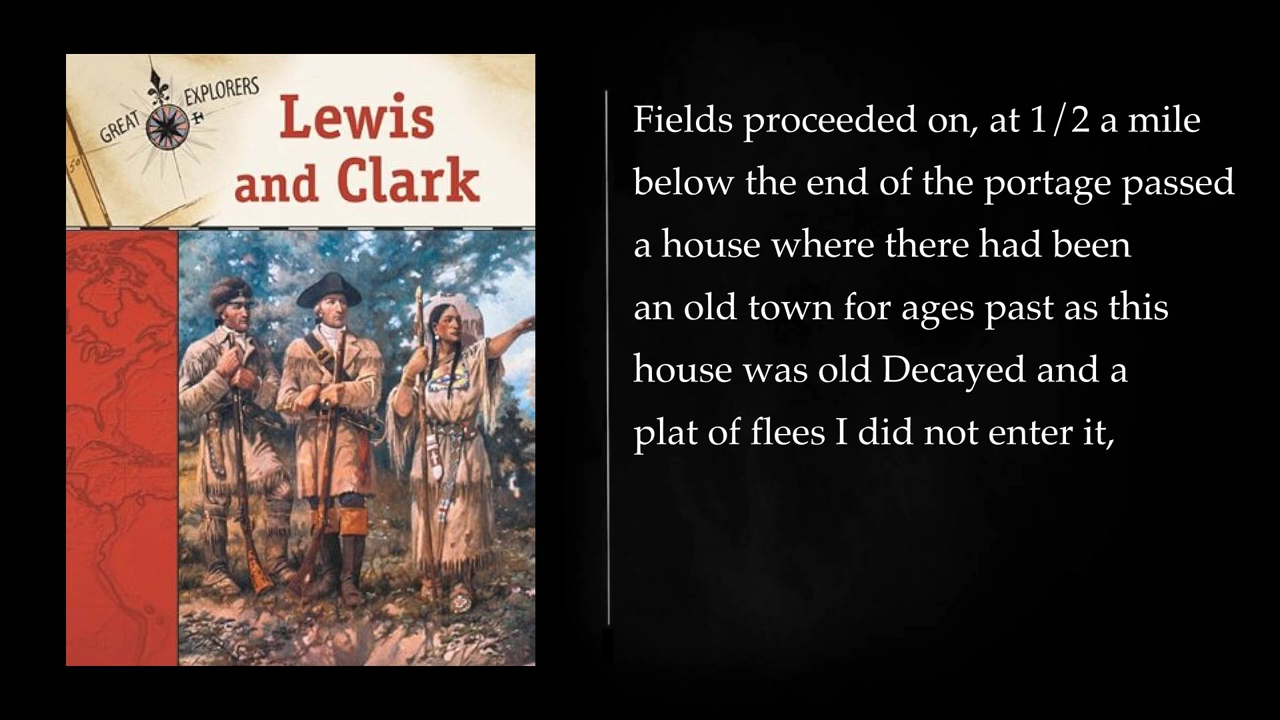 GREAT EXPLORERS
Lewis
and Clark
50
Fields proceeded on, at 1/2 a mile
below the end of the portage passed
a house where there had been
an old town for ages past as this
house was old Decayed and a
plat of flees I did not enter it,